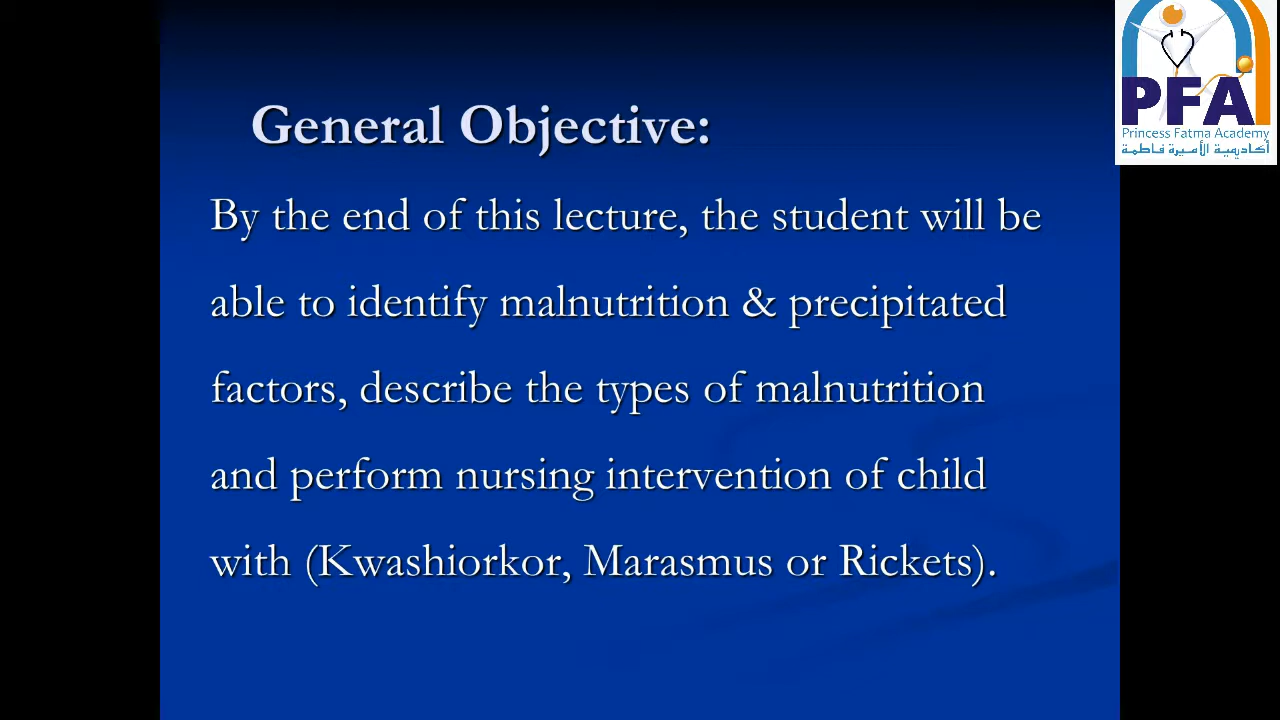 PFA
Princess Fatma Academy
أكاديمية الأميرة فاطمة
General Objective:
By the end of this lecture, the student will be
able to identify malnutrition & precipitated
factors, describe the types of malnutrition
and perform nursing intervention of child
with (Kwashiorkor, Marasmus or Rickets).